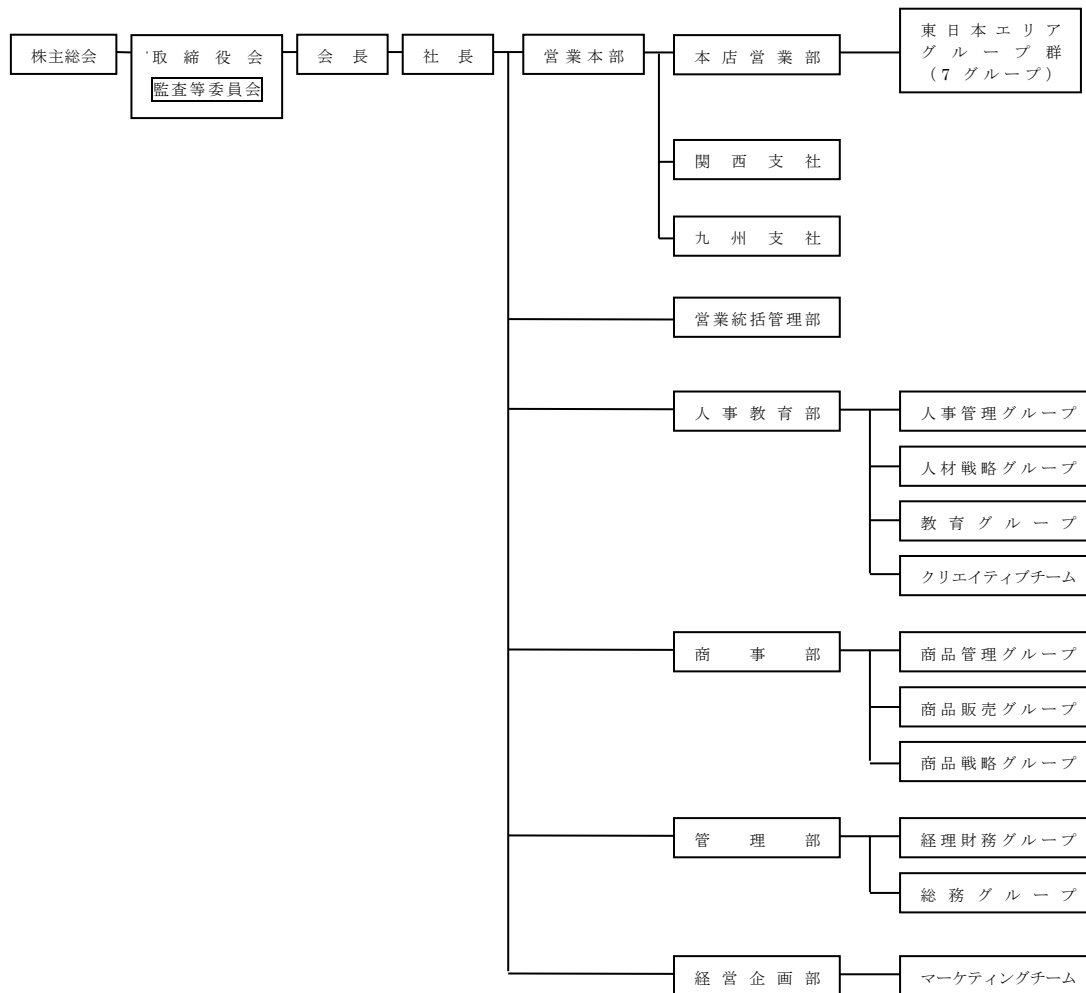 株主総会
取締役会
監査等委員会
会長
社長
営業本部
本店営業部
東日本エリア
グループ群
(7 グループ)
関西支社
九州支社
営業統括管理部
人事教育部
人事管理グループ
人材戦略グループ
教育グループ
クリエイティブチーム
商事部
商品管理グループ
商品販売グループ
商品戦略グループ
管理部
経理財務グループ
総務グループ
経営企画部
マーケティングチーム